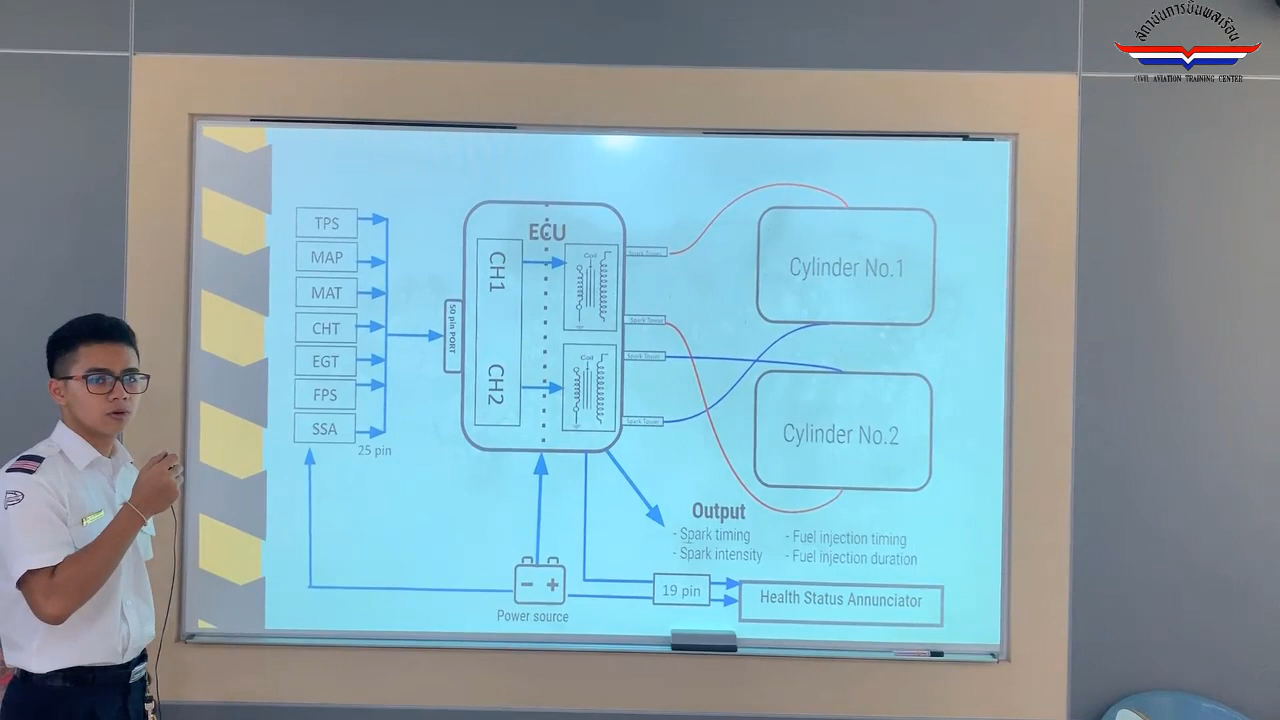 สถาบันการบินพลเรือน
CIVIL AVIATION TRAINING CENTER
TPS
MAP
MAT
CHT
EGT
FPS
SSA
25 pin
50 pin PORT
ECU
CH1
CH2
Coil
Coil
Spark Tower
Spark Tower
Spark Tower
Spark Tower
Cylinder No.1
Cylinder No.2
Output
- Spark timing
- Spark intensity
- Fuel injection timing
- Fuel injection duration
Power source
19 pin
Health Status Annunciator